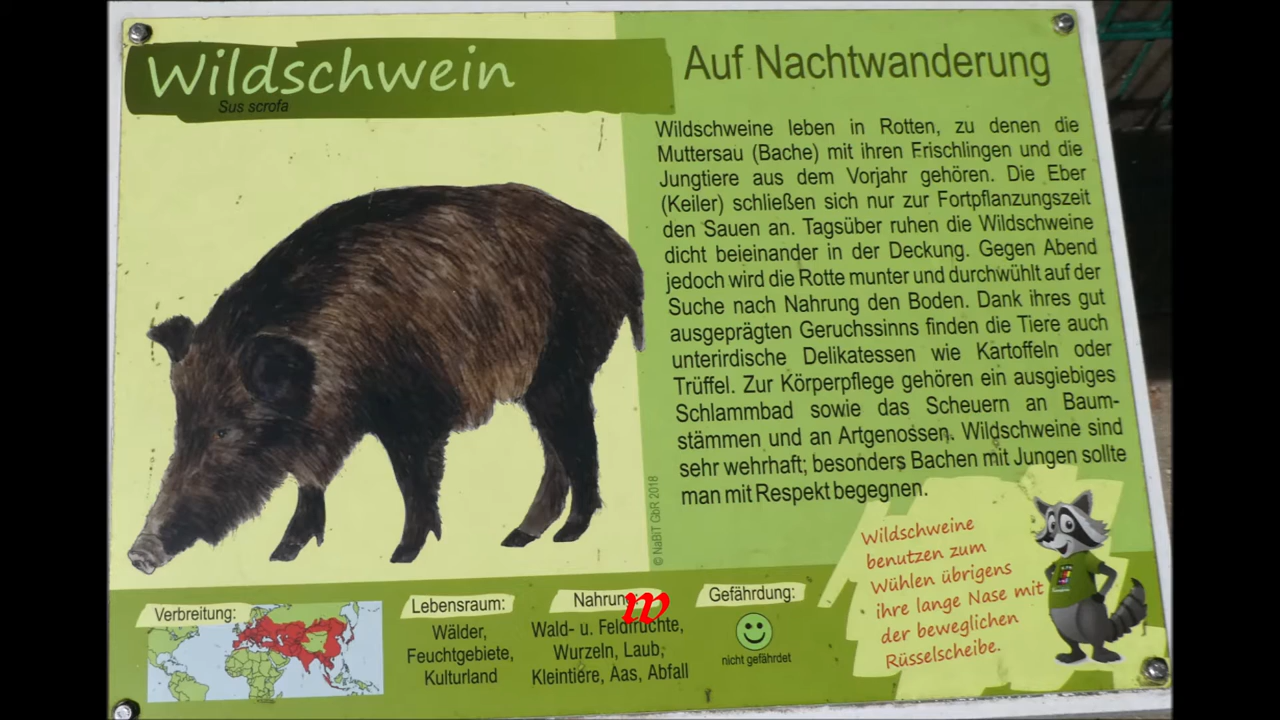 Wildschwein
Sus scrofa
Auf Nachtwanderung
Wildschweine leben in Rotten, zu denen die
Muttersau (Bache) mit ihren Frischlingen und die
Jungtiere aus dem Vorjahr gehören. Die Eber
(Keiler) schließen sich nur zur Fortpflanzungszeit
den Sauen an. Tagsüber ruhen die Wildschweine
dicht beieinander in der Deckung. Gegen Abend
jedoch wird die Rotte munter und durchwühlt auf der
Suche nach Nahrung den Boden. Dank ihres gut
ausgeprägten Geruchssinns finden die Tiere auch
unterirdische Delikatessen wie Kartoffeln oder
Trüffel. Zur Körperpflege gehören ein ausgiebiges
Schlammbad sowie das Scheuern an Baum-
stämmen und an Artgenossen. Wildschweine sind
sehr wehrhaft; besonders Bachen mit Jungen sollte
man mit Respekt begegnen.
© NaBiT GbR 2018
Wildschweine
benutzen zum
Wühlen übrigens
ihre lange Nase mit
der beweglichen
Rüsselscheibe.
Verbreitung:
Lebensraum:
Wälder,
Feuchtgebiete,
Kulturland
Nahrung
w
Wald- u. Feldfrüchte,
Wurzeln, Laub,
Kleintiere, Aas, Abfall
Gefährdung:
nicht gefährdet